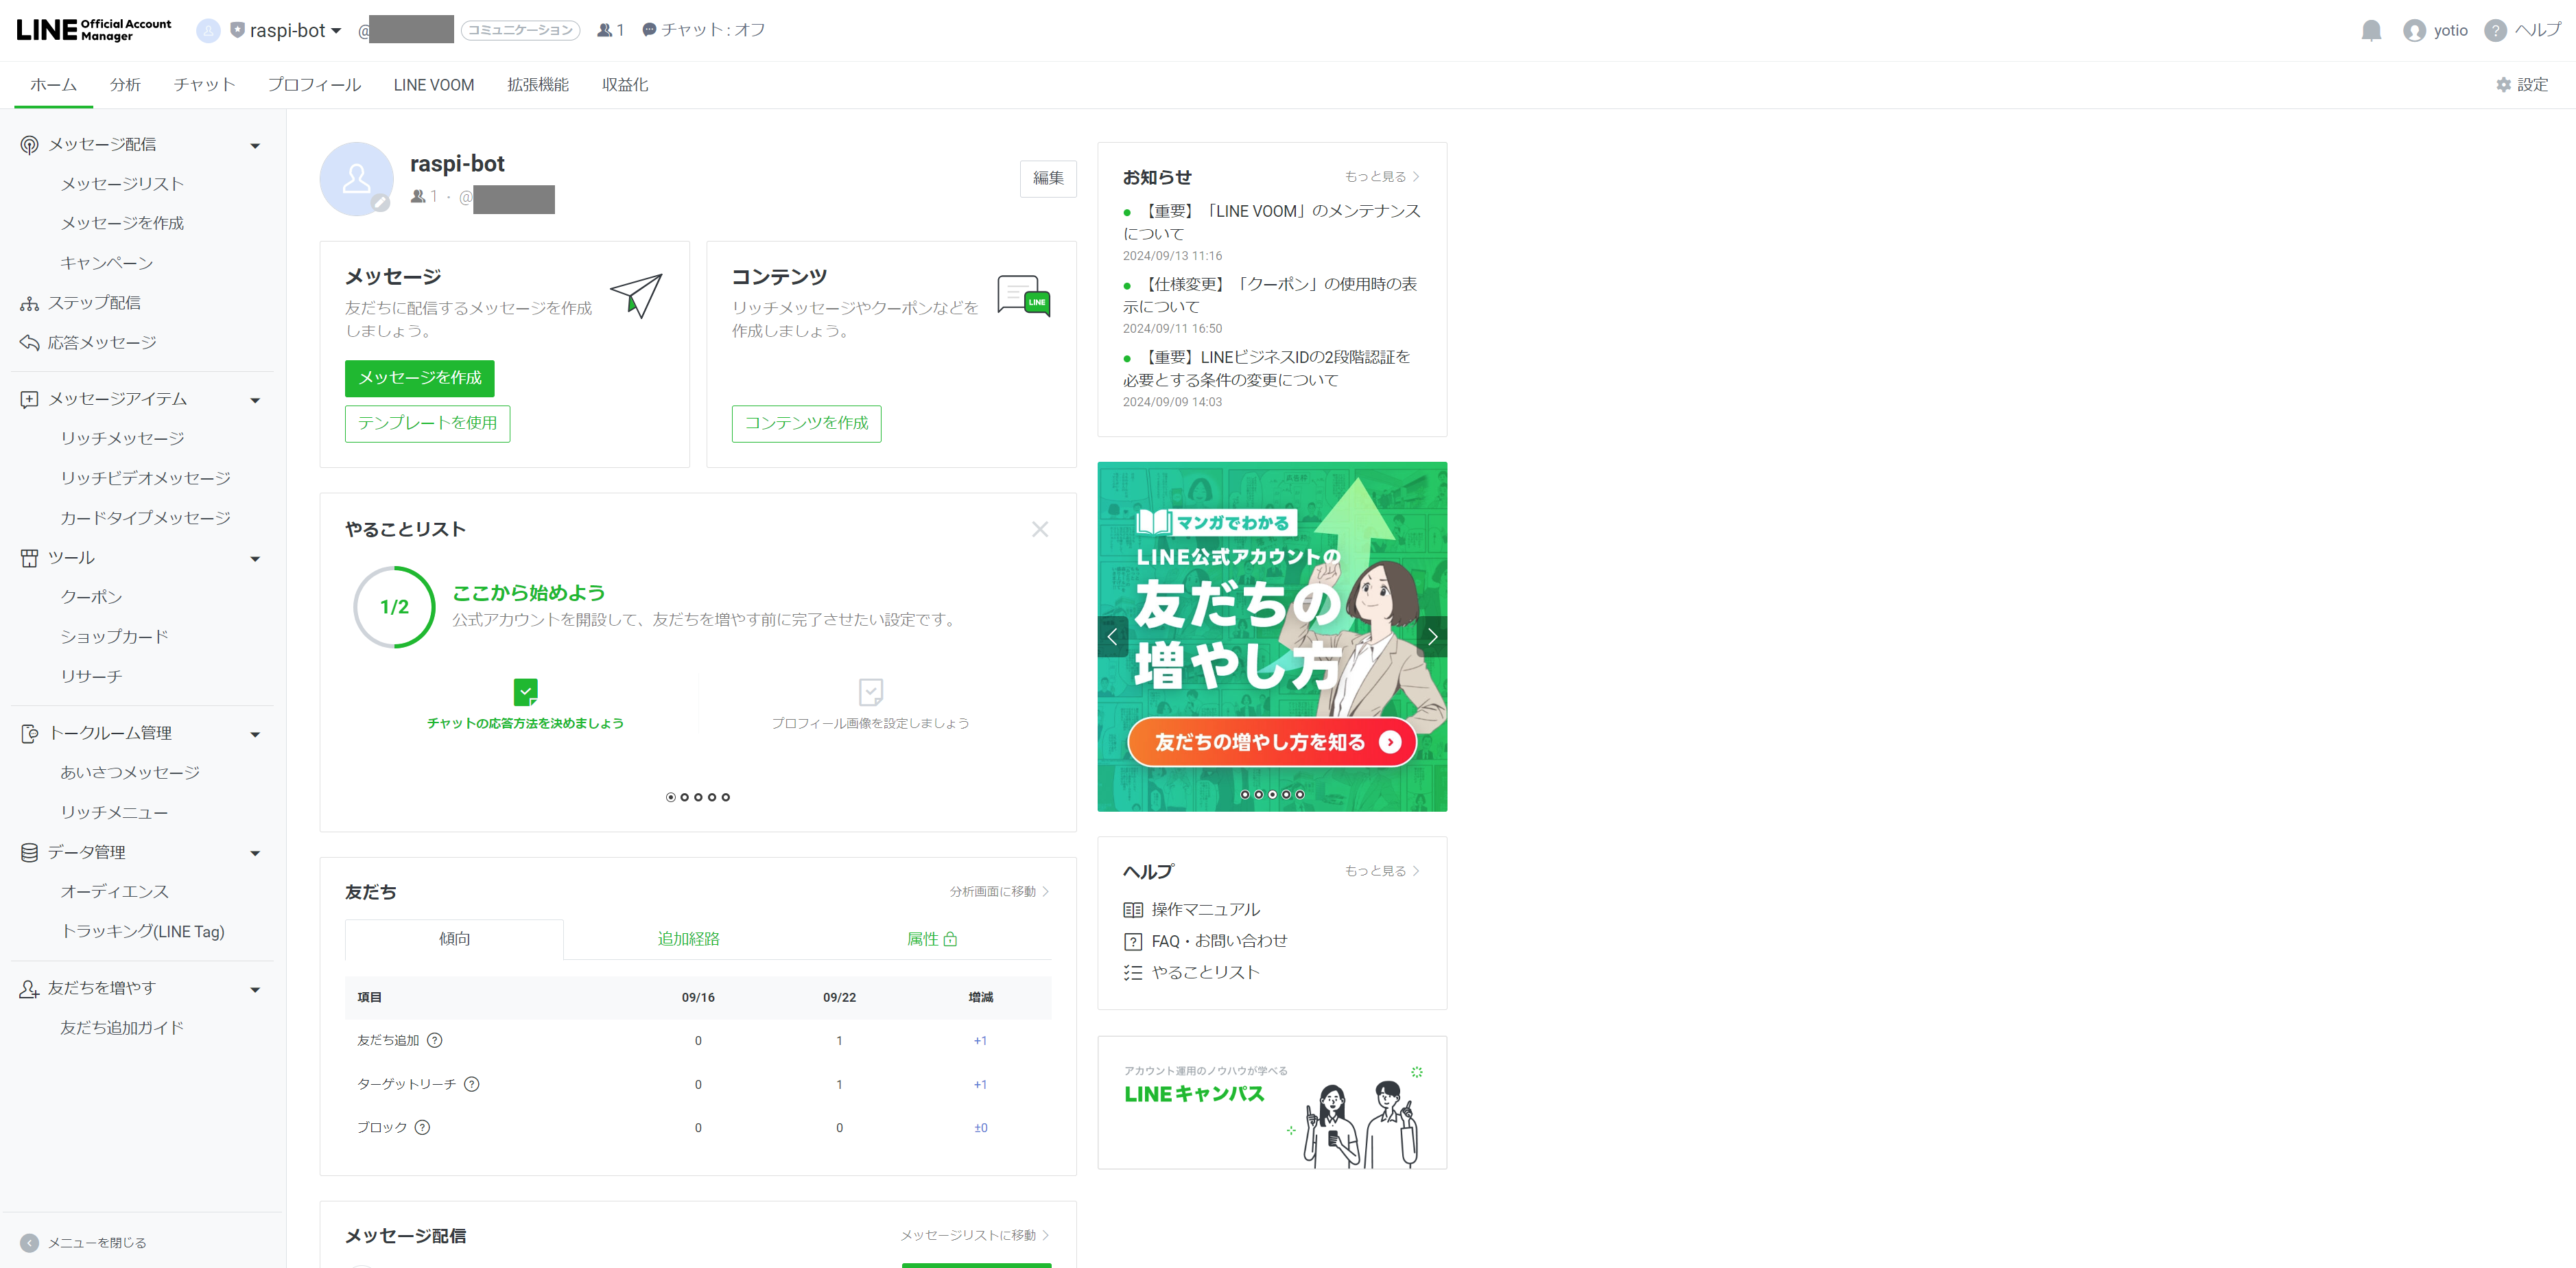 LINE Official Account Manager
raspi-bot
@
コミュニケーション
1
チャット : オフ
yotio
ヘルプ
ホーム
分析
チャット
プロフィール
LINE VOOM
拡張機能
収益化
設定
メッセージ配信
メッセージリスト
メッセージを作成
キャンペーン
ステップ配信
応答メッセージ
メッセージアイテム
リッチメッセージ
リッチビデオメッセージ
カードタイプメッセージ
ツール
クーポン
ショップカード
リサーチ
トークルーム管理
あいさつメッセージ
リッチメニュー
データ管理
オーディエンス
トラッキング(LINE Tag)
友だちを増やす
友だち追加ガイド
メニューを閉じる
raspi-bot
1 · @
編集
メッセージ
友だちに配信するメッセージを作成
しましょう。
メッセージを作成
テンプレートを使用
コンテンツ
リッチメッセージやクーポンなどを
作成しましょう。
LINE
コンテンツを作成
やることリスト
1/2
ここから始めよう
公式アカウントを開設して、友だちを増やす前に完了させたい設定です。
チャットの応答方法を決めましょう
プロフィール画像を設定しましょう
友だち
分析画面に移動
傾向
追加経路
属性
項目 09/16 09/22 増減
友だち追加 ? 0 1 +1
ターゲットリーチ ? 0 1 +1
ブロック ? 0 0 ±0
メッセージ配信
メッセージリストに移動
お知らせ
もっと見る
【重要】「LINE VOOM」のメンテナンス
について
2024/09/13 11:16
【仕様変更】「クーポン」の使用時の表
示について
2024/09/11 16:50
【重要】LINEビジネスIDの2段階認証を
必要とする条件の変更について
2024/09/09 14:03
マンガでわかる
LINE公式アカウントの
友だちの
増やし方
友だちの増やし方を知る
ヘルプ
もっと見る
操作マニュアル
FAQ・お問い合わせ
やることリスト
アカウント運用のノウハウが学べる
LINEキャンパス